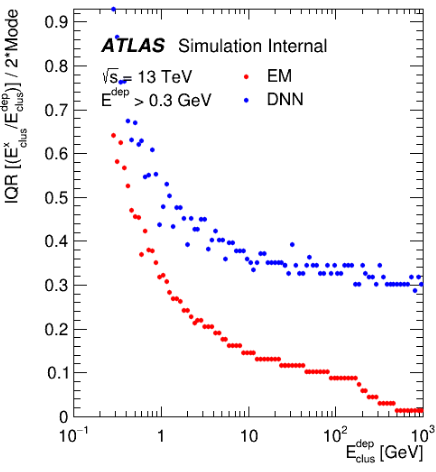 ATLAS Simulation Internal
√s = 13 TeV
E^dep > 0.3 GeV
EM
DNN
IQR [(E^x_clus/E^dep_clus)] / 2*Mode
0.9
0.8
0.7
0.6
0.5
0.4
0.3
0.2
0.1
0
10^−1
1
10
10^2
10^3
E^dep_clus [GeV]